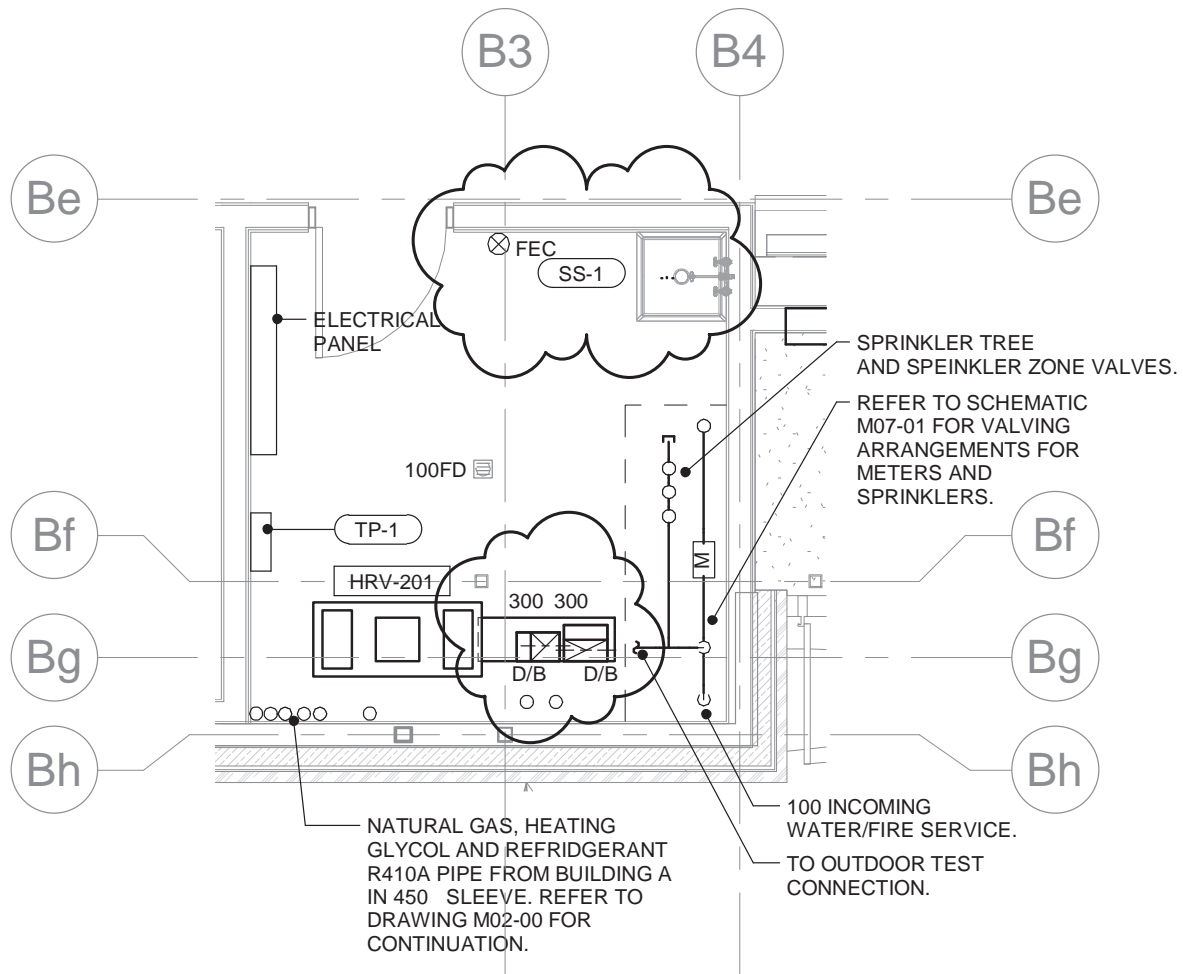 B3
B4
Be
Be
FEC
SS-1
ELECTRICAL
PANEL
SPRINKLER TREE
AND SPEINKLER ZONE VALVES.
REFER TO SCHEMATIC
M07-01 FOR VALVING
ARRANGEMENTS FOR
METERS AND
SPRINKLERS.
100FD
TP-1
Bf
Bf
M
HRV-201
300 300
Bg
Bg
D/B
D/B
Bh
Bh
100 INCOMING
WATER/FIRE SERVICE.
NATURAL GAS, HEATING
GLYCOL AND REFRIDGERANT
R410A PIPE FROM BUILDING A
IN 450 SLEEVE. REFER TO
DRAWING M02-00 FOR
CONTINUATION.
TO OUTDOOR TEST
CONNECTION.